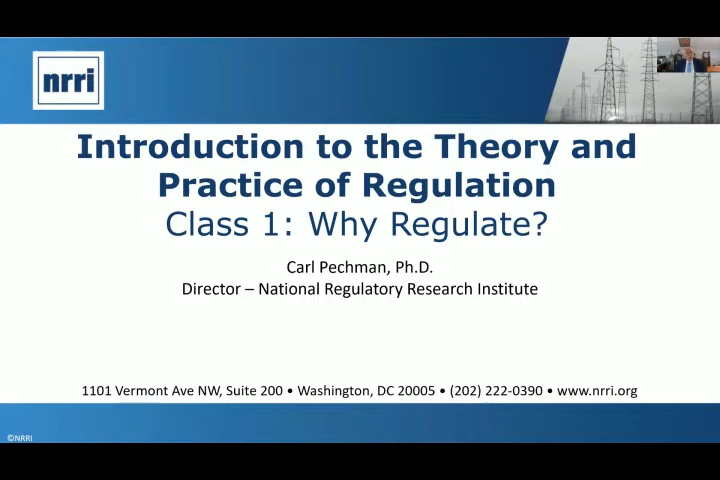 nrri
Introduction to the Theory and
Practice of Regulation
Class 1: Why Regulate?
Carl Pechman, Ph.D.
Director – National Regulatory Research Institute
1101 Vermont Ave NW, Suite 200 • Washington, DC 20005 • (202) 222-0390 • www.nrri.org
©NRRI